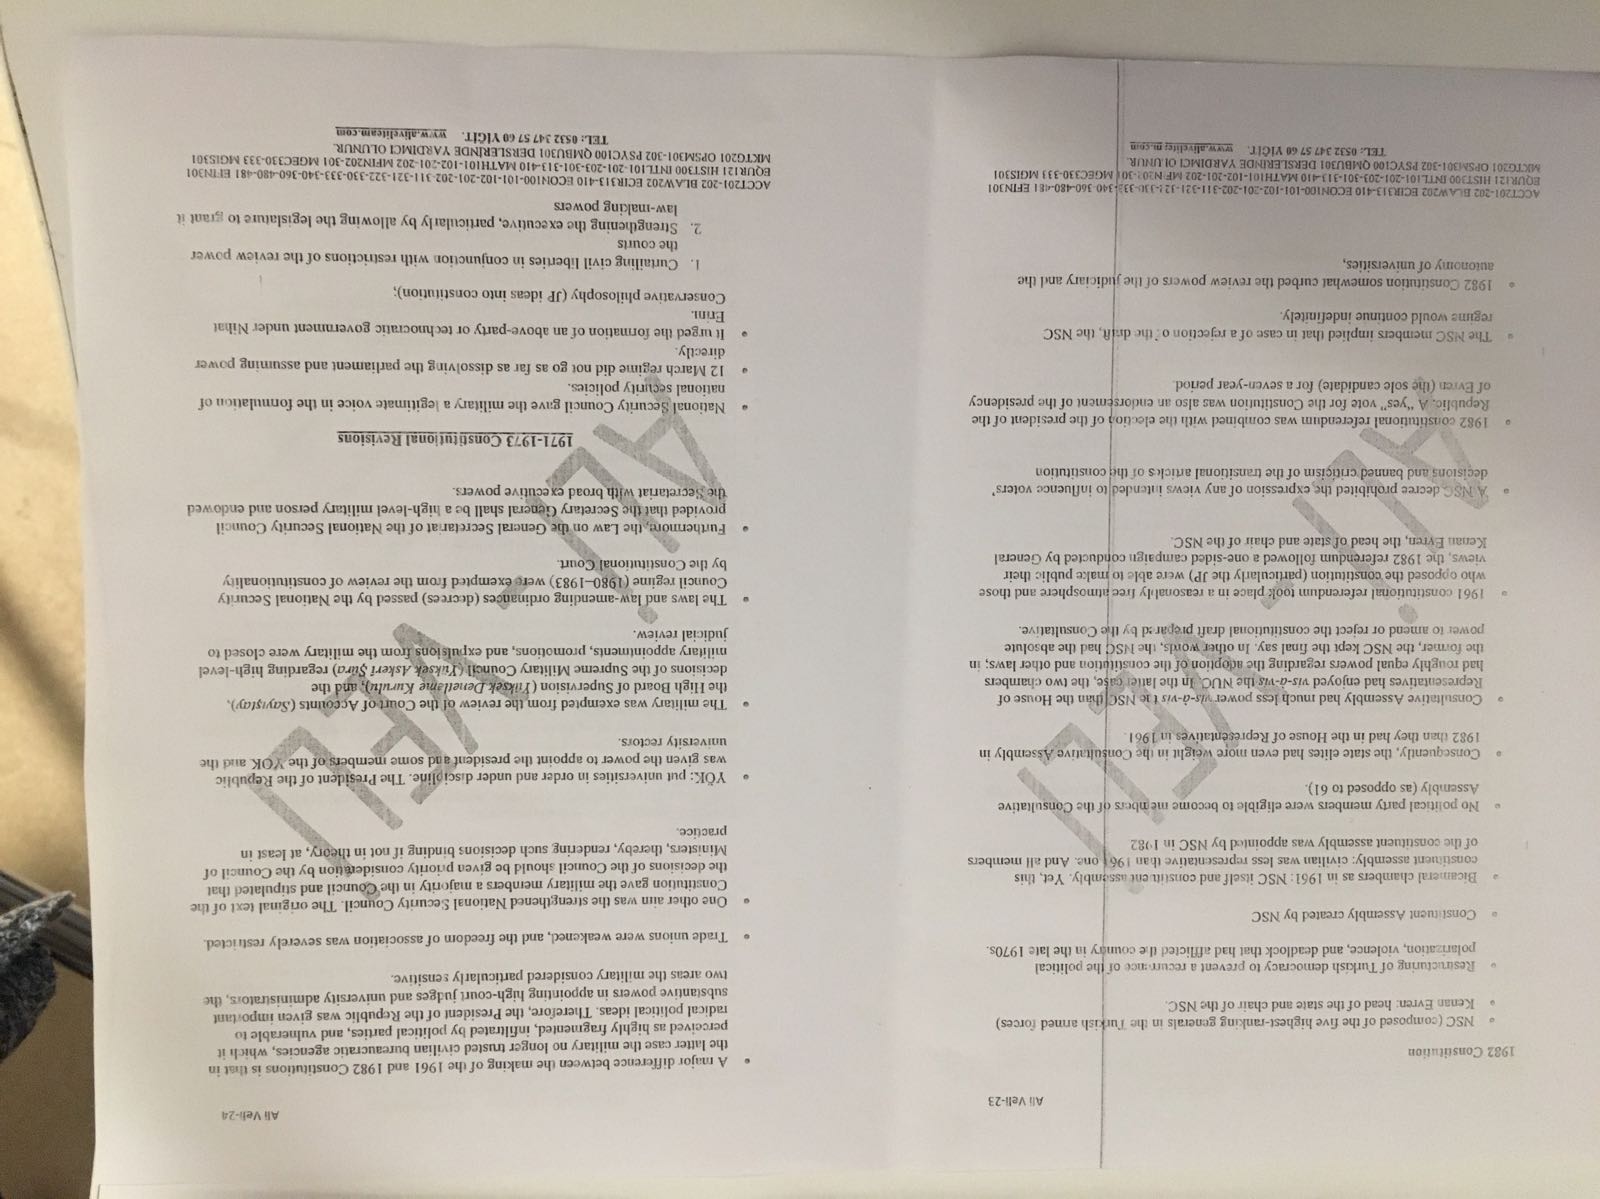 Ali Veli-23
1982 Constitution
• NSC (composed of the five highest-ranking generals in the Turkish armed forces)
• Kenan Evren: head of the state and chair of the NSC.
• Restructuring of Turkish democracy to prevent a recurrence of the political
polarization, violence, and deadlock that had afflicted the country in the late 1970s.
• Constituent Assembly created by NSC
• Bicameral chambers as in 1961: NSC itself and constituent assembly. Yet, this
constituent assembly: civilian was less representative than 1961 one. And all members
of the constituent assembly was appointed by NSC in 1982
• No political party members were eligible to become members of the Consultative
Assembly (as opposed to 61).
• Consequently, the state elites had even more weight in the Consultative Assembly in
1982 than they had in the House of Representatives in 1961.
• Consultative Assembly had much less power vis-à-vis the NSC than the House of
Representatives had enjoyed vis-à-vis the NUC. In the latter case, the two chambers
had roughly equal powers regarding the adoption of the constitution and other laws; in
the former, the NSC kept the final say. In other words, the NSC had the absolute
power to amend or reject the constitutional draft prepared by the Consultative.
• 1961 constitutional referendum took place in a reasonably free atmosphere and those
who opposed the constitution (particularly the JP) were able to make public their
views, the 1982 referendum followed a one-sided campaign conducted by General
Kenan Evren, the head of state and chair of the NSC.
• A NSC decree prohibited the expression of any views intended to influence voters'
decisions and banned criticism of the transitional articles of the constitution
• 1982 constitutional referendum was combined with the election of the president of the
Republic. A "yes" vote for the Constitution was also an endorsement of the presidency
of Evren (the sole candidate) for a seven-year period.
• The NSC members implied that in case of a rejection of the draft, the NSC
regime would continue indefinitely.
• 1982 Constitution somewhat curbed the review powers of the judiciary and the
autonomy of universities,
ACCT201-202 BLAW202 ECIR313-410 ECON100-101-102-201-202-311-321-322-330-333-340-360-480-481 EFIN301
EQUR121 HIST300 INTL101-201-203-301-313-410 MATH101-102-201-202 MFIN202-301 MGEC330-333 MGIS301
MKTG201 OPSM301-302 PSYC100 QMBU301 DERSLERİNDE YARDIMCI OLUNUR.
TEL: 0532 347 57 60 YİĞİT. www.aliveliteam.com
ALİ - VELİ
Ali Veli-24
• A major difference between the making of the 1961 and 1982 Constitutions is that in
the latter case the military no longer trusted civilian bureaucratic agencies, which it
perceived as highly fragmented, infiltrated by political parties, and vulnerable to
radical political ideas. Therefore, the President of the Republic was given important
substantive powers in appointing high-court judges and university administrators, the
two areas the military considered particularly sensitive.
• Trade unions were weakened, and the freedom of association was severely restricted.
• One other aim was the strengthened National Security Council. The original text of the
Constitution gave the military members a majority in the Council and stipulated that
the decisions of the Council should be given priority consideration by the Council of
Ministers, thereby, rendering such decisions binding if not in theory, at least in
practice.
• YÖK: put universities in order and under discipline. The President of the Republic
was given the power to appoint the president and some members of the YOK and the
university rectors.
• The military was exempted from the review of the Court of Accounts (Sayıştay),
the High Board of Supervision (Yüksek Denetleme Kurulu), and the
decisions of the Supreme Military Council (Yüksek Askerî Şûra) regarding high-level
military appointments, promotions, and expulsions from the military were closed to
judicial review.
• The laws and law-amending ordinances (decrees) passed by the National Security
Council regime (1980–1983) were exempted from the review of constitutionality
by the Constitutional Court.
• Furthermore, the Law on the General Secretariat of the National Security Council
provided that the Secretary General shall be a high-level military person and endowed
the Secretariat with broad executive powers.
1971-1973 Constitutional Revisions
• National Security Council gave the military a legitimate voice in the formulation of
national security policies.
• 12 March regime did not go as far as dissolving the parliament and assuming power
directly.
• It urged the formation of an above-party or technocratic government under Nihat
Erim.
Conservative philosophy (JP ideas into constitution);
1. Curtailing civil liberties in conjunction with restrictions of the review power
the courts
2. Strengthening the executive, particularly by allowing the legislature to grant it
law-making powers
ACCT201-202 BLAW202 ECIR313-410 ECON100-101-102-201-202-311-321-322-330-333-340-360-480-481 EFIN301
EQUR121 HIST300 INTL101-201-203-301-313-410 MATH101-102-201-202 MFIN202-301 MGEC330-333 MGIS301
MKTG201 OPSM301-302 PSYC100 QMBU301 DERSLERİNDE YARDIMCI OLUNUR.
TEL: 0532 347 57 60 YİĞİT. www.aliveliteam.com
ALİ - VELİ